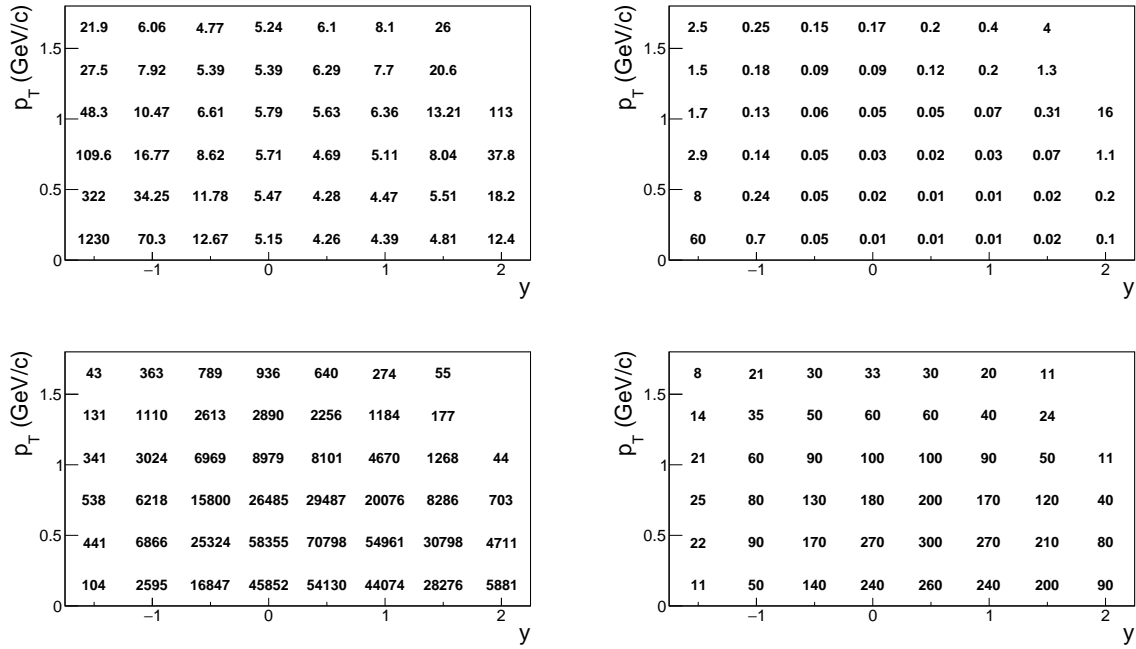 p_T (GeV/c)
1.5
1
0.5
0
21.9 6.06 4.77 5.24 6.1 8.1 26
27.5 7.92 5.39 5.39 6.29 7.7 20.6
48.3 10.47 6.61 5.79 5.63 6.36 13.21 113
109.6 16.77 8.62 5.71 4.69 5.11 8.04 37.8
322 34.25 11.78 5.47 4.28 4.47 5.51 18.2
1230 70.3 12.67 5.15 4.26 4.39 4.81 12.4
−1 0 1 2
y
p_T (GeV/c)
1.5
1
0.5
0
2.5 0.25 0.15 0.17 0.2 0.4 4
1.5 0.18 0.09 0.09 0.12 0.2 1.3
1.7 0.13 0.06 0.05 0.05 0.07 0.31 16
2.9 0.14 0.05 0.03 0.02 0.03 0.07 1.1
8 0.24 0.05 0.02 0.01 0.01 0.02 0.2
60 0.7 0.05 0.01 0.01 0.01 0.02 0.1
−1 0 1 2
y
p_T (GeV/c)
1.5
1
0.5
0
43 363 789 936 640 274 55
131 1110 2613 2890 2256 1184 177
341 3024 6969 8979 8101 4670 1268 44
538 6218 15800 26485 29487 20076 8286 703
441 6866 25324 58355 70798 54961 30798 4711
104 2595 16847 45852 54130 44074 28276 5881
−1 0 1 2
y
p_T (GeV/c)
1.5
1
0.5
0
8 21 30 33 30 20 11
14 35 50 60 60 40 24
21 60 90 100 100 90 50 11
25 80 130 180 200 170 120 40
22 90 170 270 300 270 210 80
11 50 140 240 260 240 200 90
−1 0 1 2
y